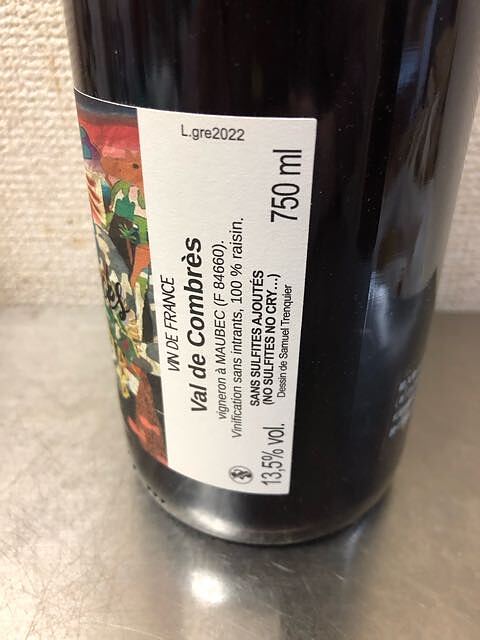 L.gre2022
VIN DE FRANCE
Val de Combrès
vigneron à MAUBEC (F 84660).
Vinification sans intrants, 100 % raisin.
SANS SULFITES AJOUTÉS
(NO SULFITES NO CRY...)
Dessin de Samuel Trenquier
13,5% vol.
750 ml